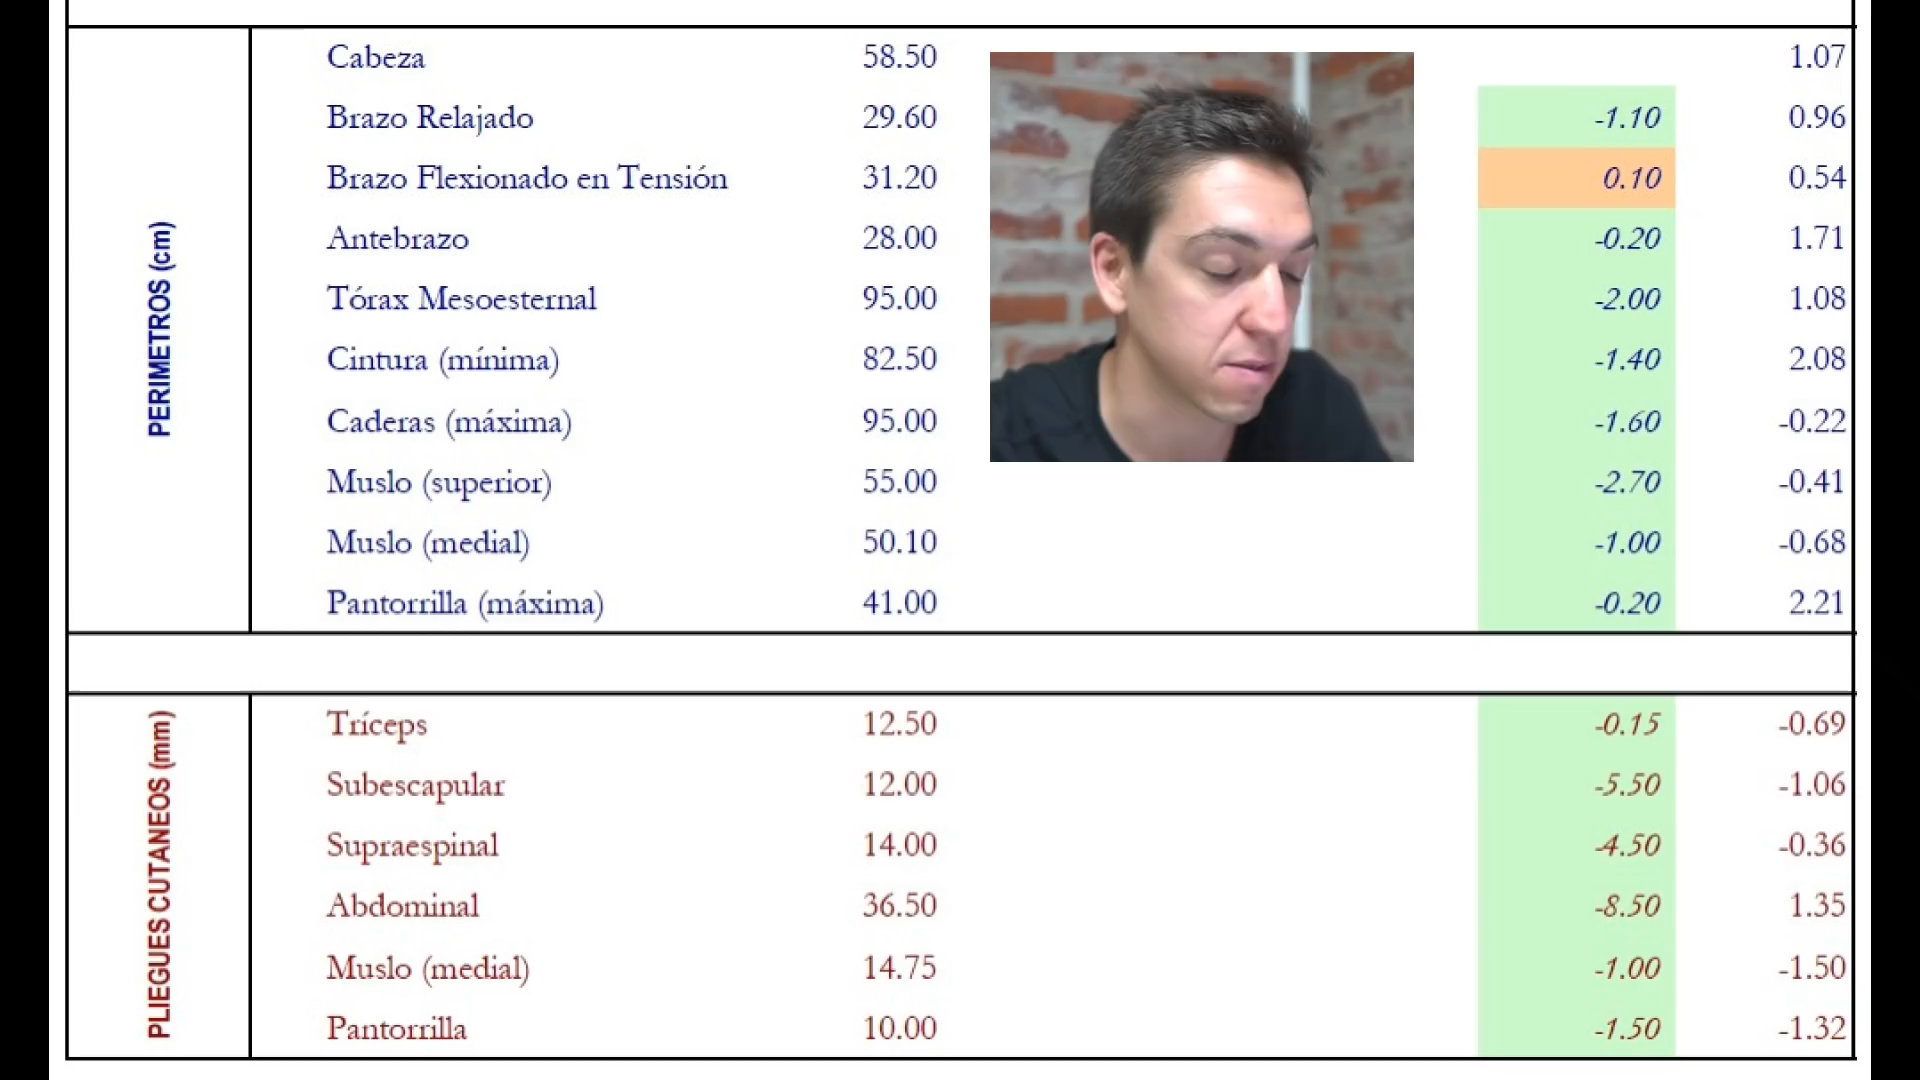 PERIMETROS (cm)
Cabeza 58.50 1.07
Brazo Relajado 29.60 -1.10 0.96
Brazo Flexionado en Tensión 31.20 0.10 0.54
Antebrazo 28.00 -0.20 1.71
Tórax Mesoesternal 95.00 -2.00 1.08
Cintura (mínima) 82.50 -1.40 2.08
Caderas (máxima) 95.00 -1.60 -0.22
Muslo (superior) 55.00 -2.70 -0.41
Muslo (medial) 50.10 -1.00 -0.68
Pantorrilla (máxima) 41.00 -0.20 2.21
PLIEGUES CUTANEOS (mm)
Tríceps 12.50 -0.15 -0.69
Subescapular 12.00 -5.50 -1.06
Supraespinal 14.00 -4.50 -0.36
Abdominal 36.50 -8.50 1.35
Muslo (medial) 14.75 -1.00 -1.50
Pantorrilla 10.00 -1.50 -1.32